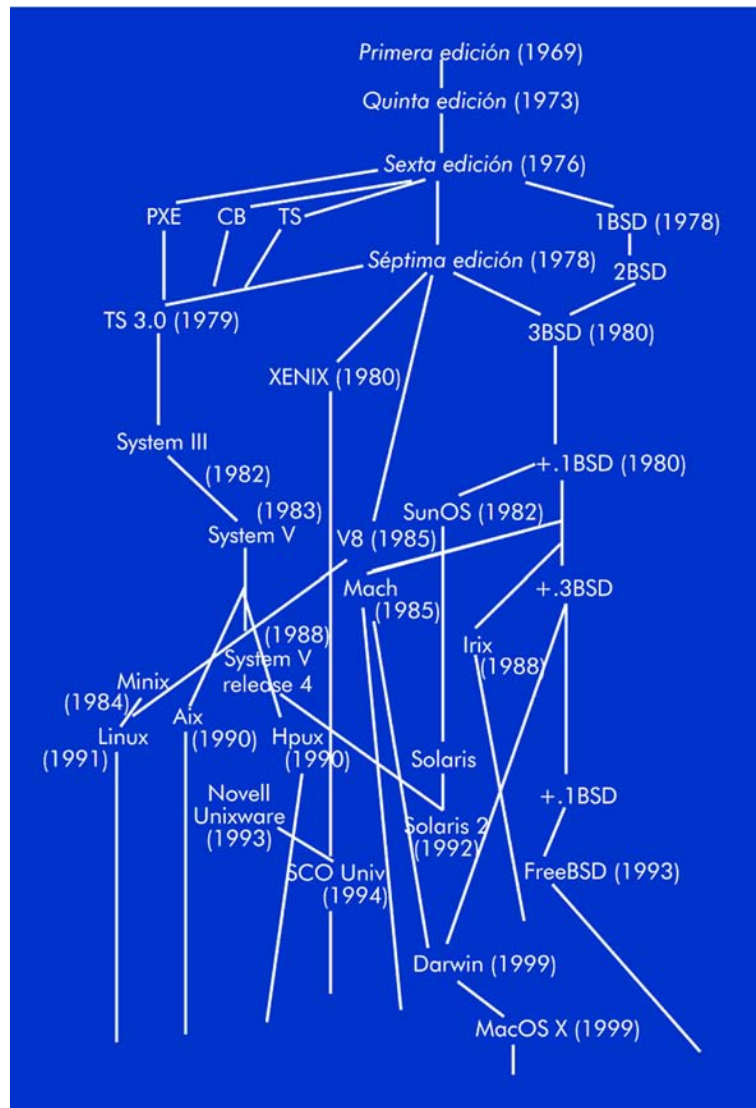 Primera edición (1969)
Quinta edición (1973)
Sexta edición (1976)
PXE CB TS
1BSD (1978)
Séptima edición (1978)
2BSD
TS 3.0 (1979)
3BSD (1980)
XENIX (1980)
System III
(1982)
+.1BSD (1980)
(1983)
System V
SunOS (1982)
V8 (1985)
Mach
(1985)
+.3BSD
(1988)
System V
release 4
Irix
(1988)
Minix
(1984)
Linux
(1991)
Aix
(1990)
Hpux
(1990)
Solaris
Novell
Unixware
(1993)
+.1BSD
Solaris 2
(1992)
SCO Univ
(1994)
FreeBSD (1993)
Darwin (1999)
MacOS X (1999)